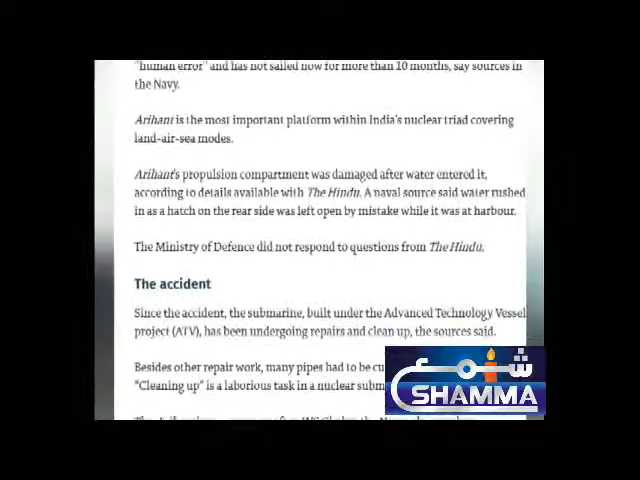 "human error" and has not sailed now for more than 10 months, say sources in
the Navy.
Arihant is the most important platform within India's nuclear triad covering
land-air-sea modes.
Arihant's propulsion compartment was damaged after water entered it,
according to details available with The Hindu. A naval source said water rushed
in as a hatch on the rear side was left open by mistake while it was at harbour.
The Ministry of Defence did not respond to questions from The Hindu.
The accident
Since the accident, the submarine, built under the Advanced Technology Vessel
project (ATV), has been undergoing repairs and clean up, the sources said.
Besides other repair work, many pipes had to be cu
"Cleaning up" is a laborious task in a nuclear subm
شمع
SHAMMA